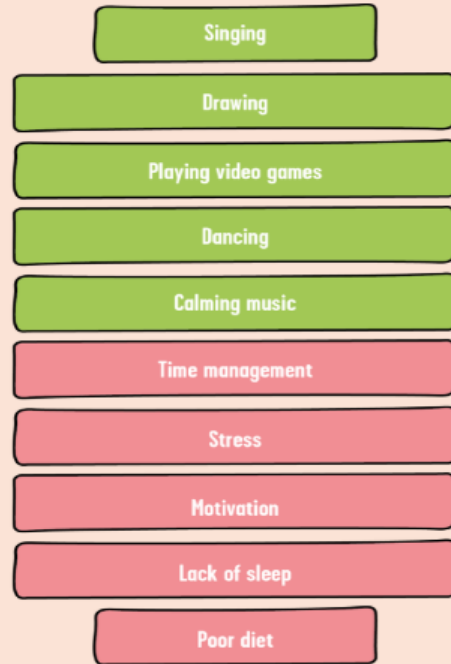 Singing
Drawing
Playing video games
Dancing
Calming music
Time management
Stress
Motivation
Lack of sleep
Poor diet